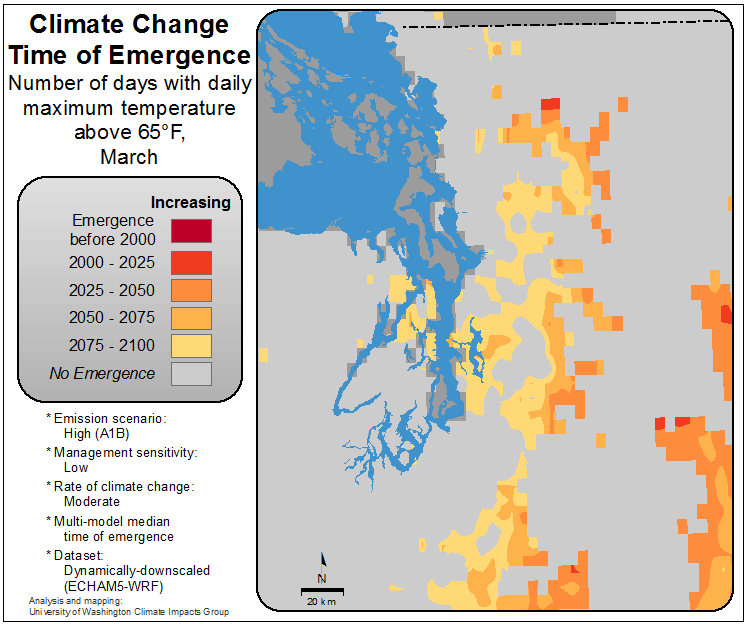 Climate Change
Time of Emergence
Number of days with daily
maximum temperature
above 65°F,
March
Increasing
Emergence
before 2000
2000 - 2025
2025 - 2050
2050 - 2075
2075 - 2100
No Emergence
* Emission scenario:
High (A1B)
* Management sensitivity:
Low
* Rate of climate change:
Moderate
* Multi-model median
time of emergence
* Dataset:
Dynamically-downscaled
(ECHAM5-WRF)
Analysis and mapping:
University of Washington Climate Impacts Group
N
20 km